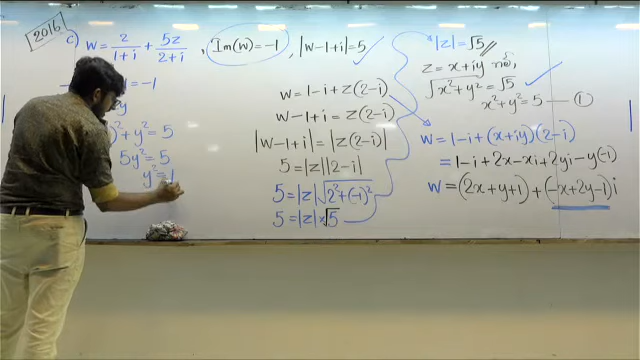 2016
c) w = 2/(1+i) + 5z/(2+i) , Im(w) = -1 , |w-1+i| = 5
= -1
)² + y² = 5
5y² = 5
y² = 1
w = 1-i + z(2-i)
w-1+i = z(2-i)
|w-1+i| = |z(2-i)|
5 = |z||2-i|
5 = |z|√(2²+(-1)²)
5 = |z|×√5
|z| = √5
z = x+iy
√(x²+y²) = √5
x²+y² = 5 — ①
w = 1-i + (x+iy)(2-i)
= 1-i + 2x-xi + 2yi - y(-1)
w = (2x+y+1) + (-x+2y-1)i